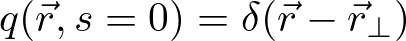 $q(\vec{r}, s = 0) = \delta(\vec{r} - \vec{r}_{\perp})$